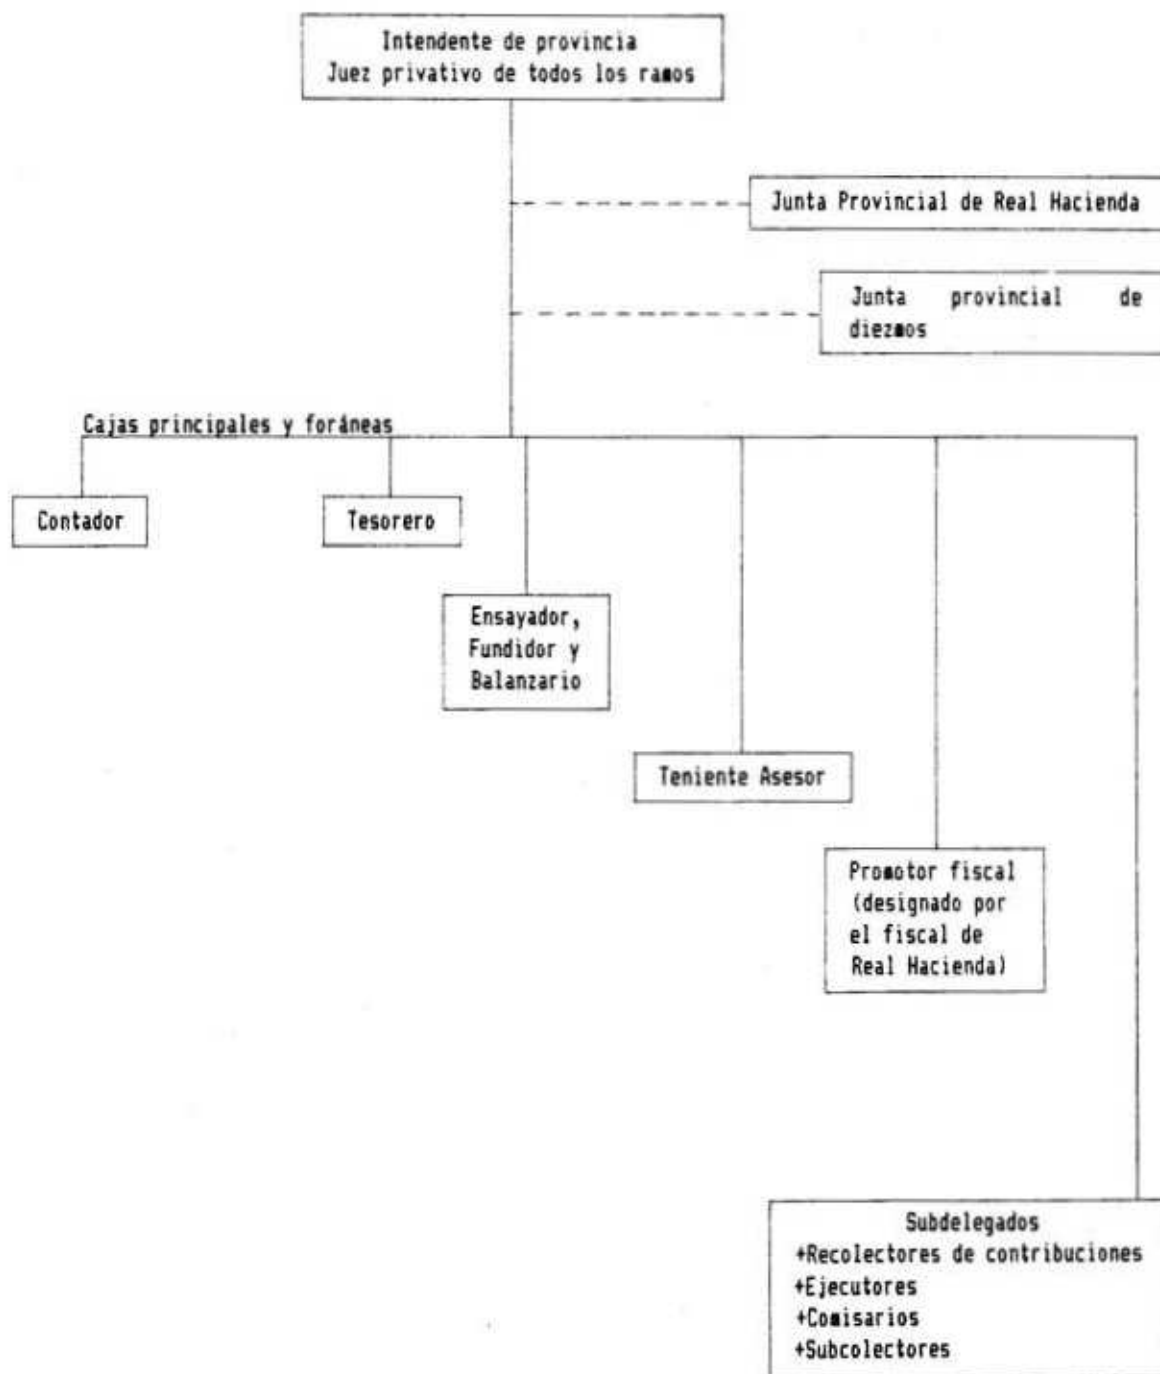 Intendente de provincia
Juez privativo de todos los ramos
Junta Provincial de Real Hacienda
Junta provincial de
diezmos
Cajas principales y foráneas
Contador
Tesorero
Ensayador,
Fundidor y
Balanzario
Teniente Asesor
Promotor fiscal
(designado por
el fiscal de
Real Hacienda)
Subdelegados
+Recolectores de contribuciones
+Ejecutores
+Comisarios
+Subcolectores